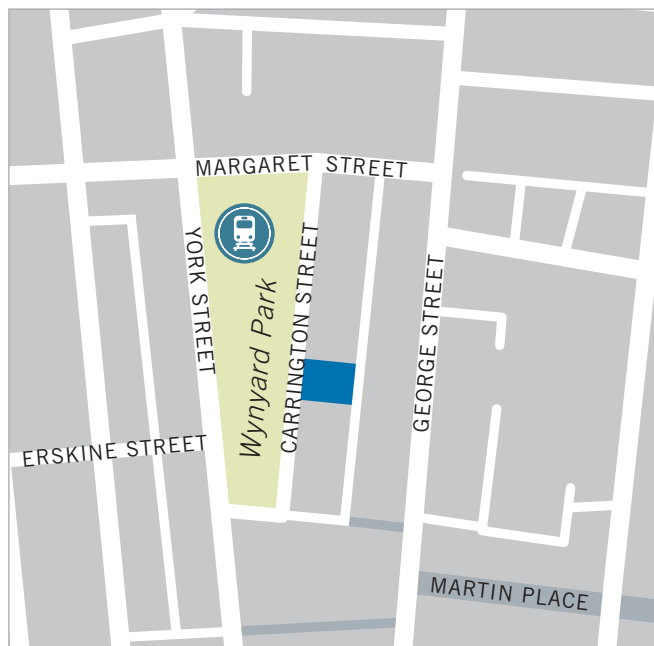 MARGARET STREET
YORK STREET
Wynyard Park
CARRINGTON STREET
GEORGE STREET
ERSKINE STREET
MARTIN PLACE